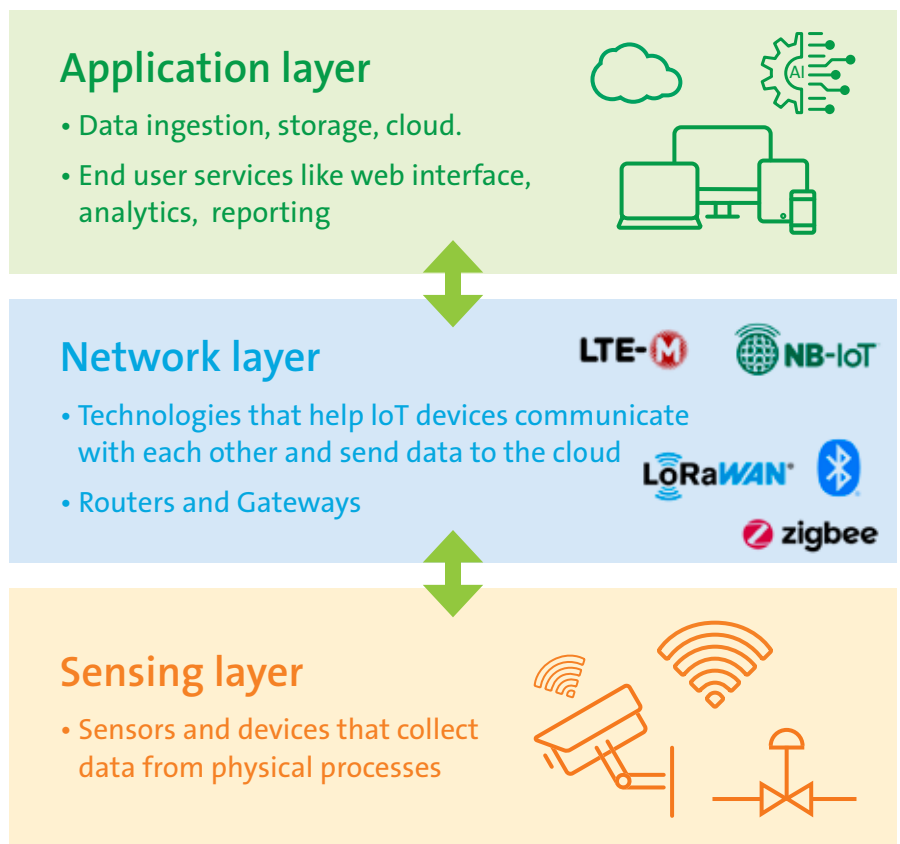 Application layer
AI
• Data ingestion, storage, cloud.
• End user services like web interface,
analytics, reporting
Network layer
LTE-M
NB-IoT
• Technologies that help IoT devices communicate
with each other and send data to the cloud
LoRaWAN
• Routers and Gateways
zigbee
Sensing layer
• Sensors and devices that collect
data from physical processes